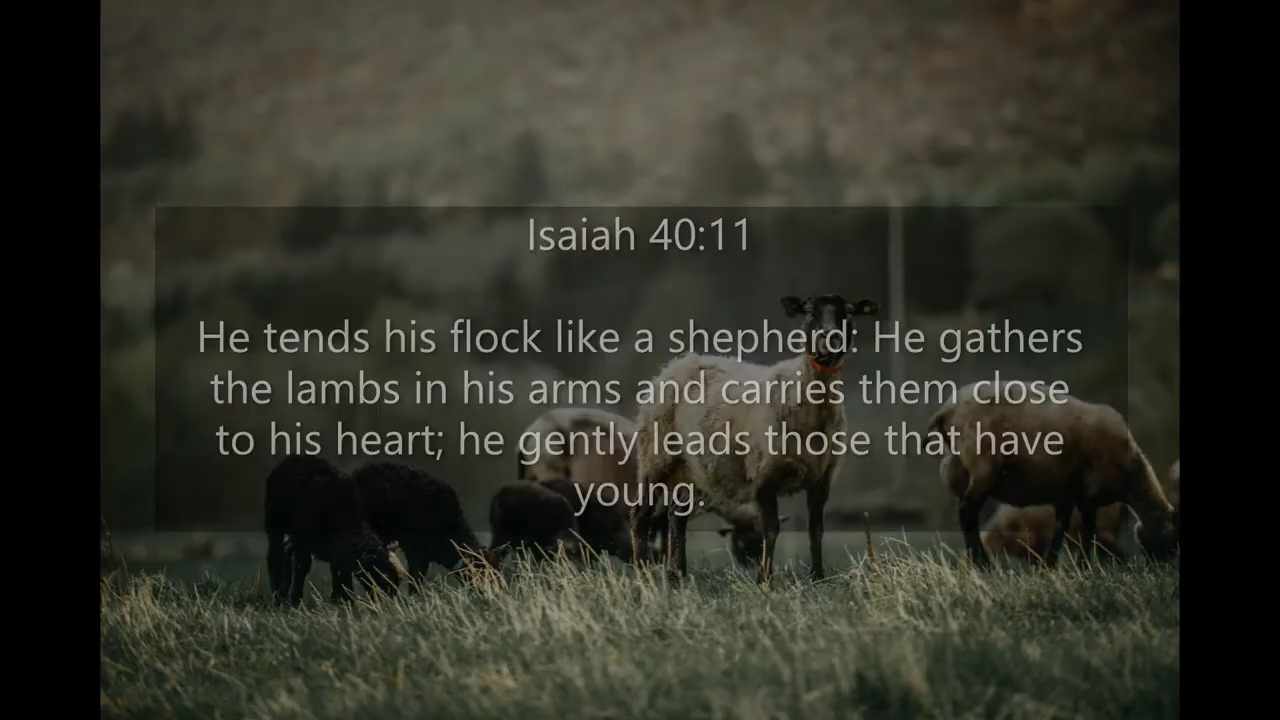 Isaiah 40:11
He tends his flock like a shepherd: He gathers
the lambs in his arms and carries them close
to his heart; he gently leads those that have
young.